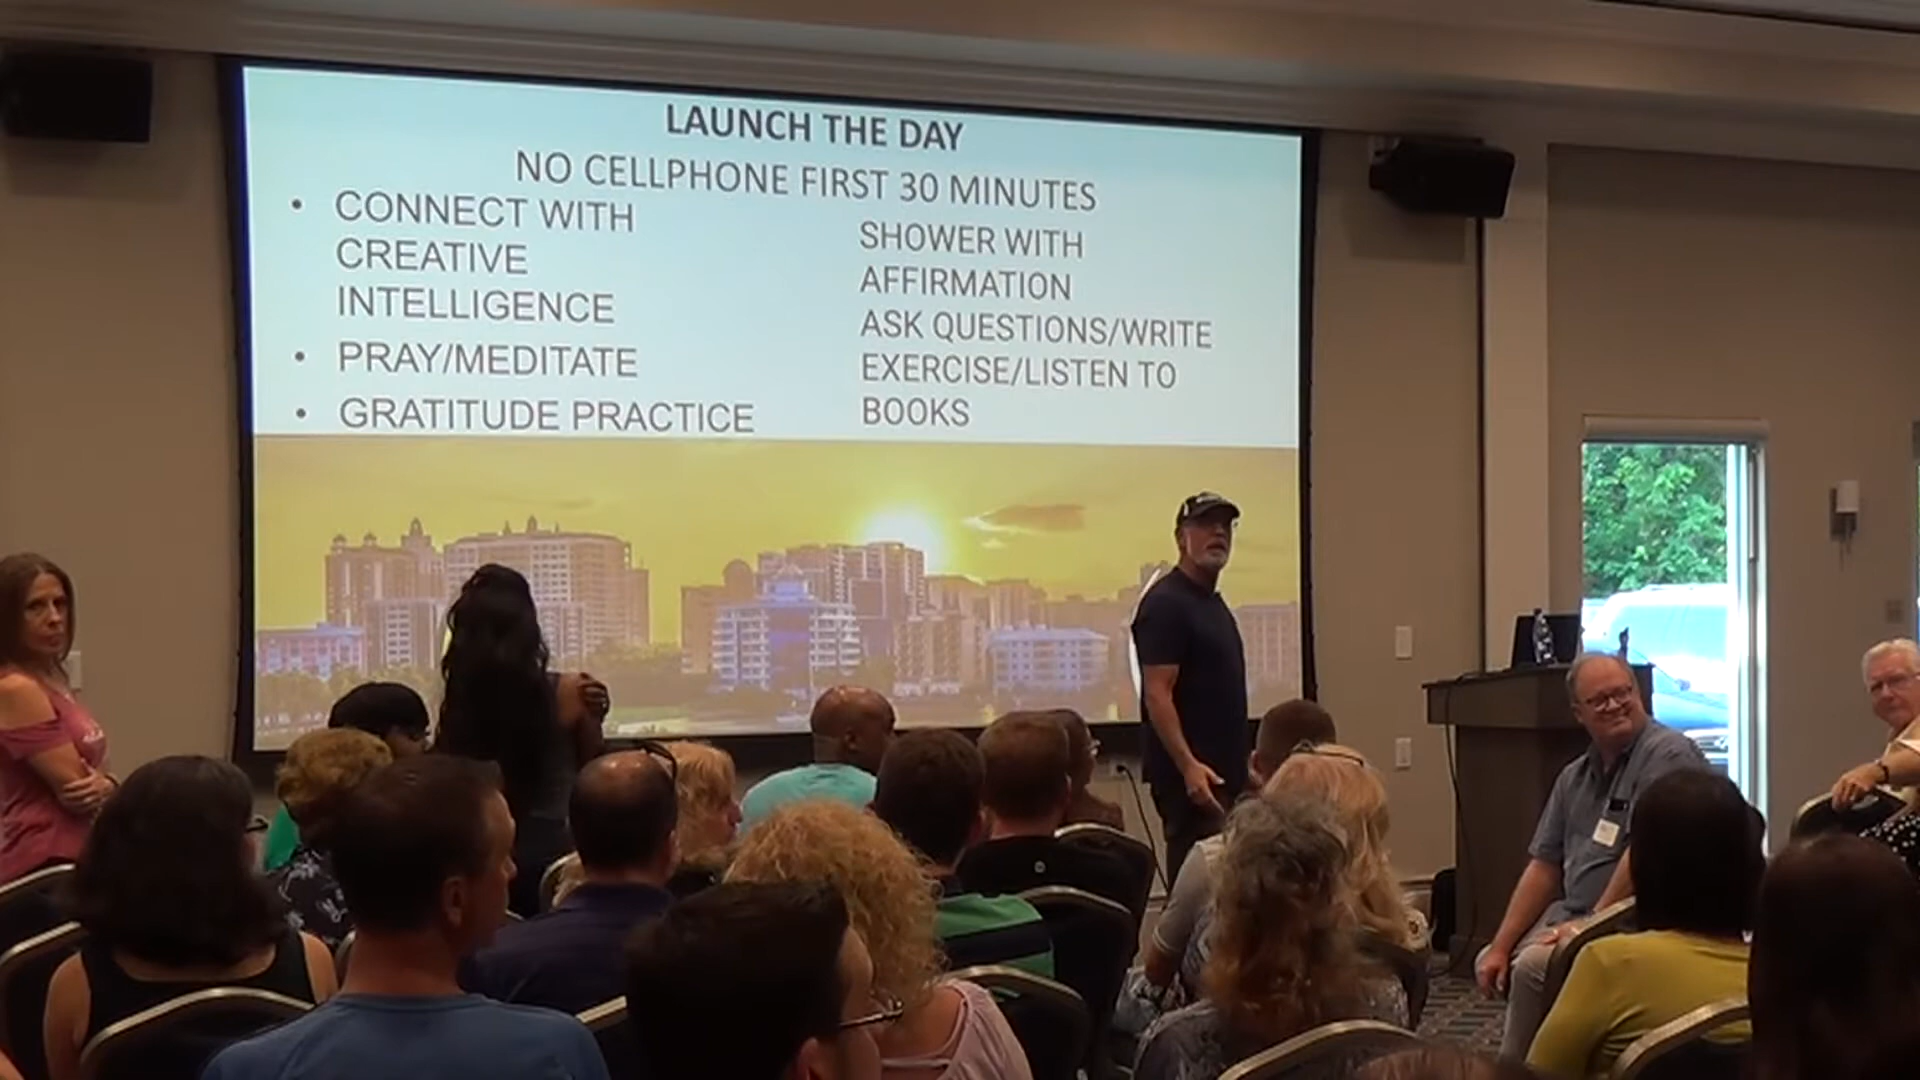 LAUNCH THE DAY
NO CELLPHONE FIRST 30 MINUTES
• CONNECT WITH
CREATIVE
INTELLIGENCE
• PRAY/MEDITATE
• GRATITUDE PRACTICE
SHOWER WITH
AFFIRMATION
ASK QUESTIONS/WRITE
EXERCISE/LISTEN TO
BOOKS